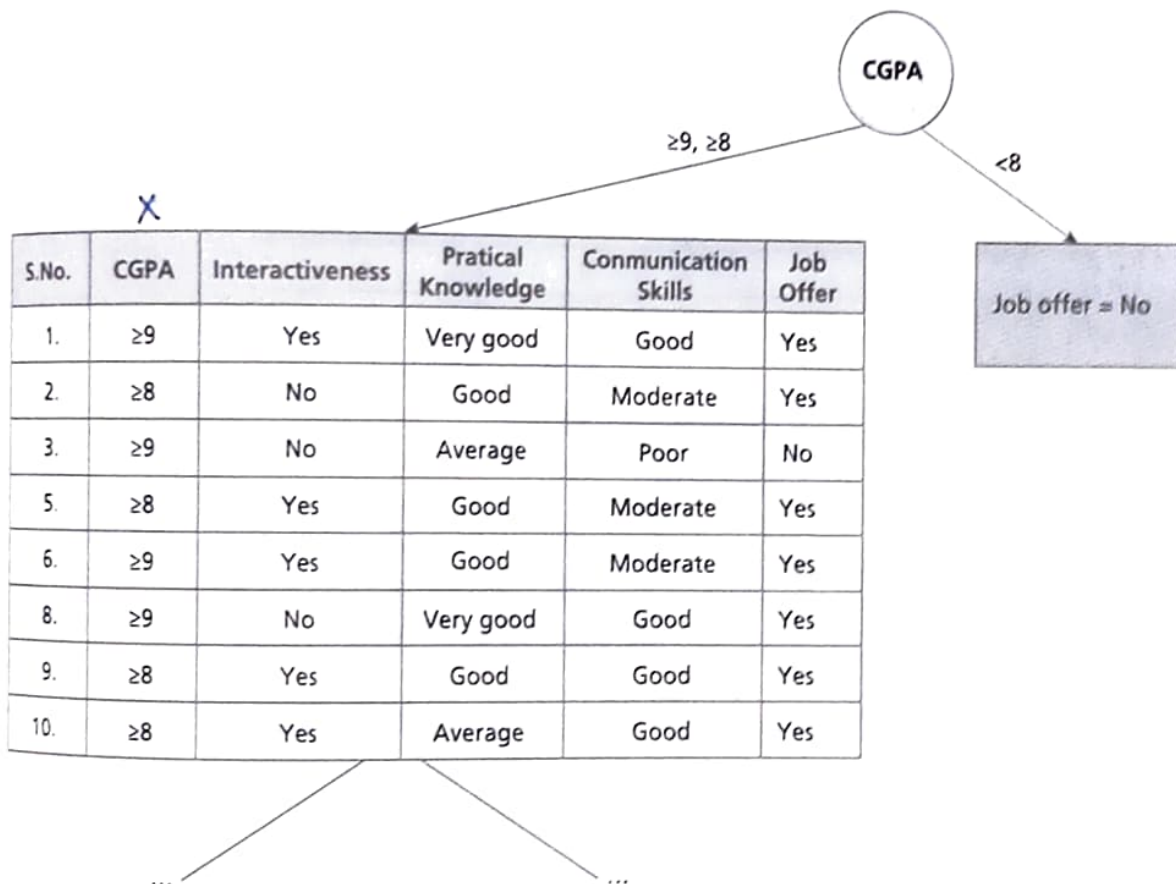 CGPA
≥9, ≥8
<8
X
S.No. CGPA Interactiveness Pratical Knowledge Conmunication Skills Job Offer
1. ≥9 Yes Very good Good Yes
2. ≥8 No Good Moderate Yes
3. ≥9 No Average Poor No
5. ≥8 Yes Good Moderate Yes
6. ≥9 Yes Good Moderate Yes
8. ≥9 No Very good Good Yes
9. ≥8 Yes Good Good Yes
10. ≥8 Yes Average Good Yes
Job offer = No
... ...